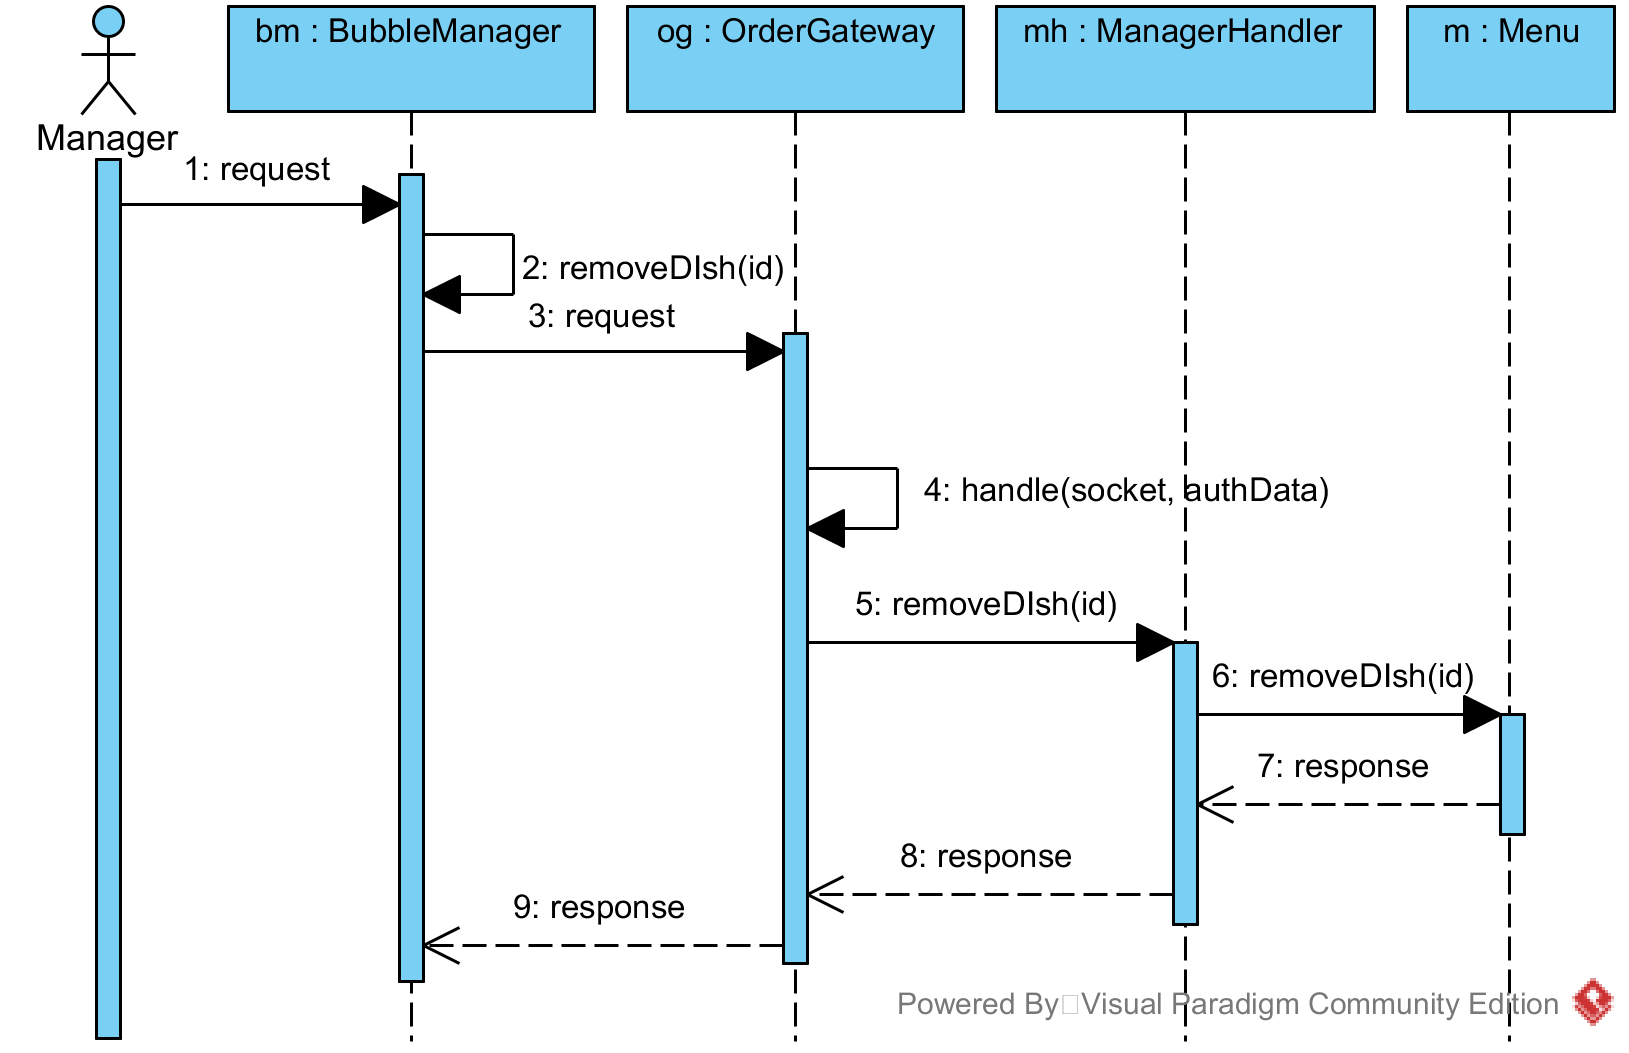 bm : BubbleManager
og : OrderGateway
mh : ManagerHandler
m : Menu
Manager
1: request
2: removeDIsh(id)
3: request
4: handle(socket, authData)
5: removeDIsh(id)
6: removeDIsh(id)
7: response
8: response
9: response
Powered By Visual Paradigm Community Edition